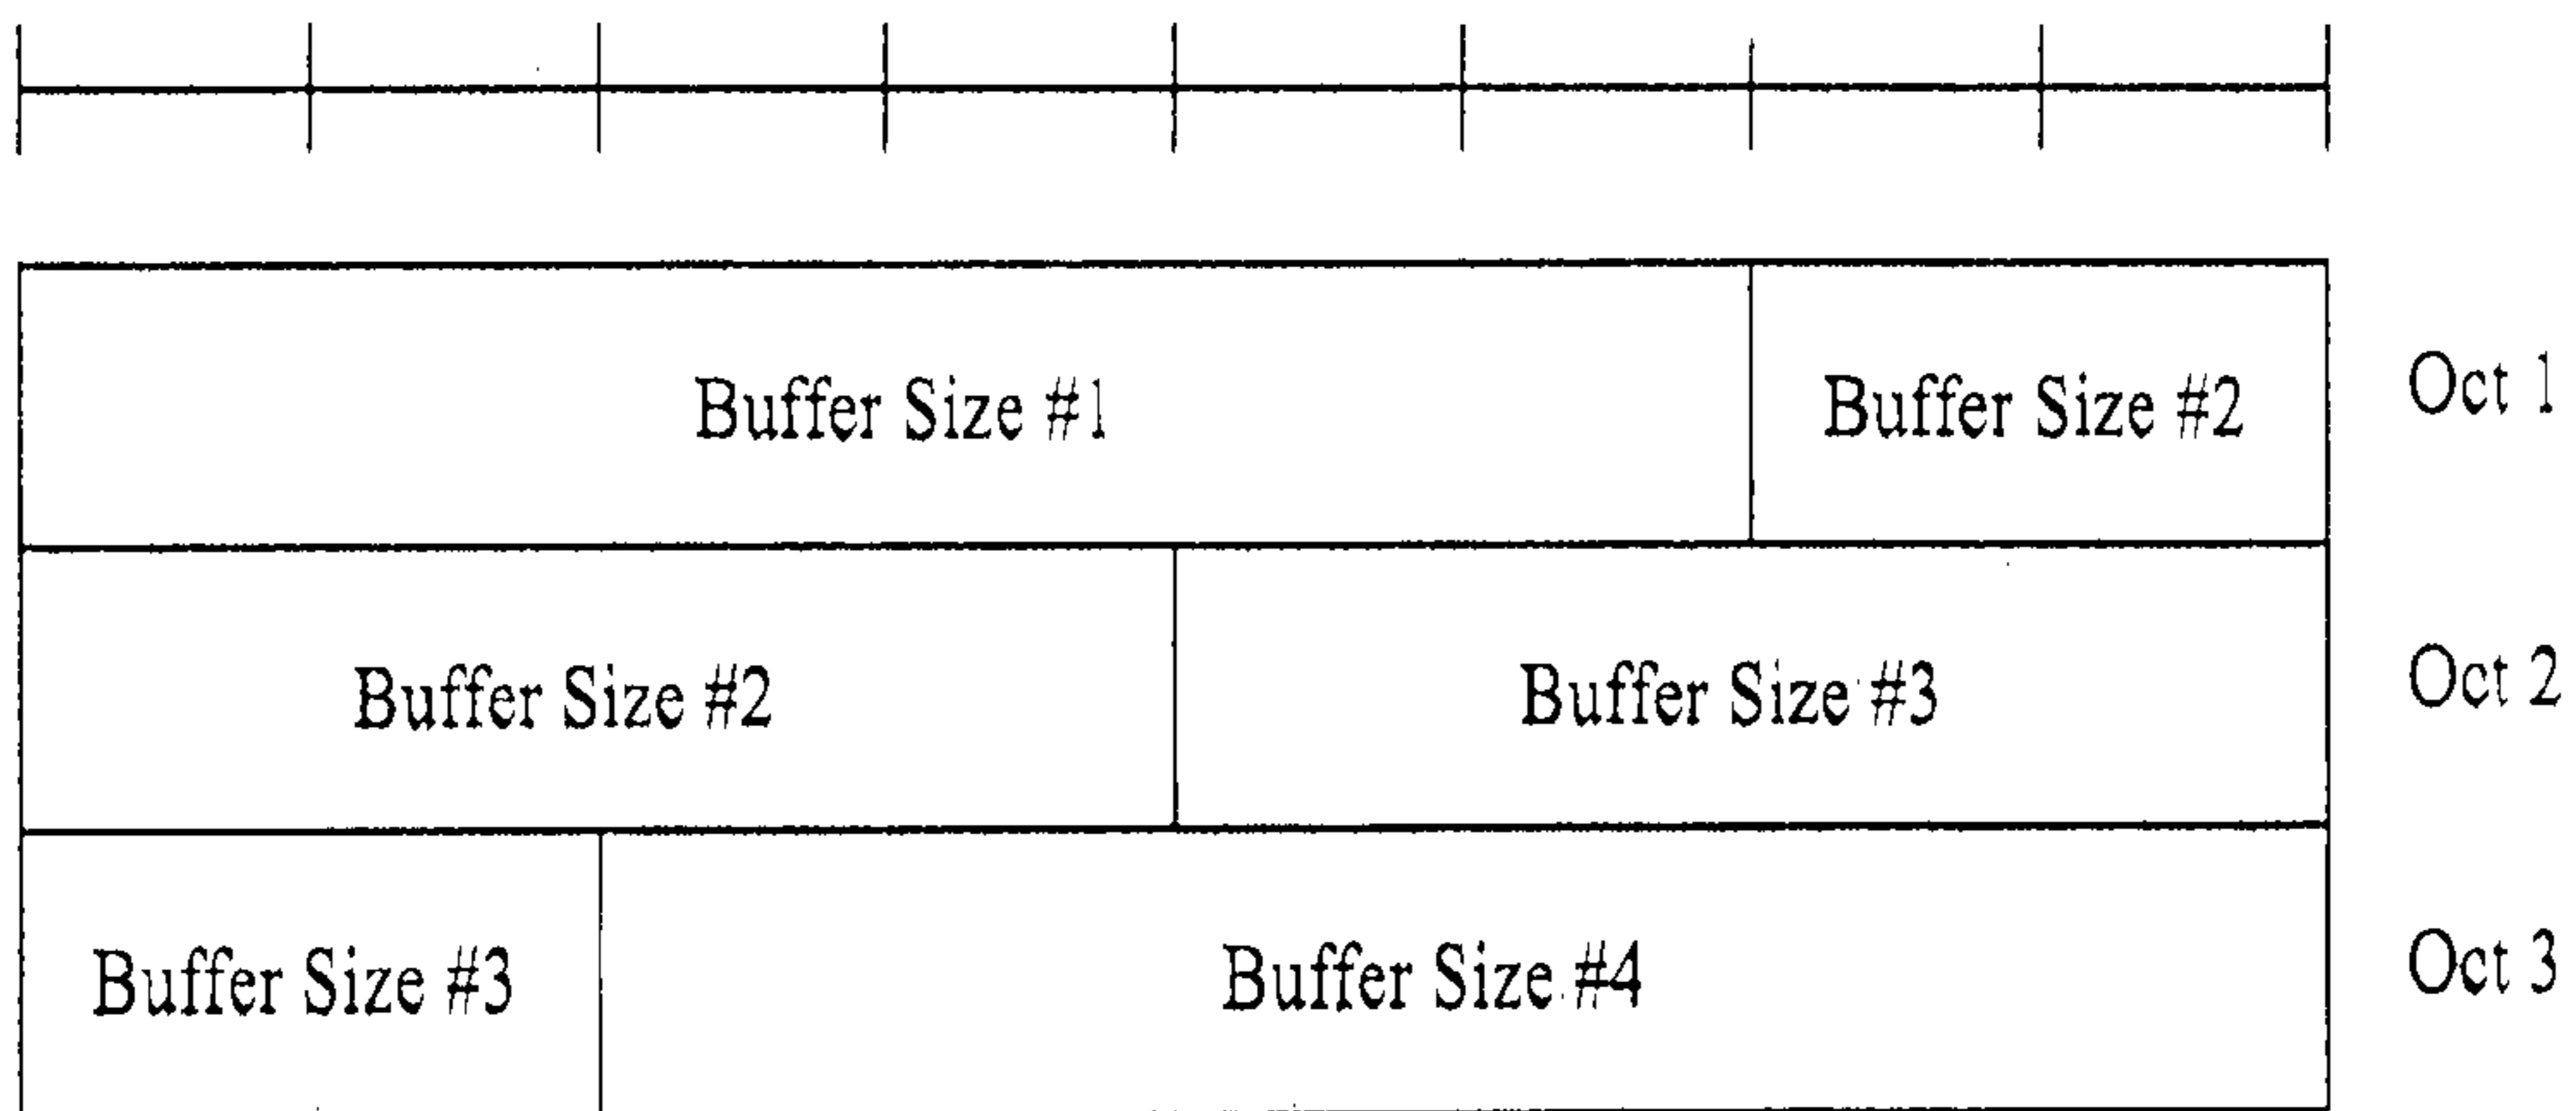 Buffer Size #1 Buffer Size #2 Oct 1
Buffer Size #2 Buffer Size #3 Oct 2
Buffer Size #3 Buffer Size #4 Oct 3